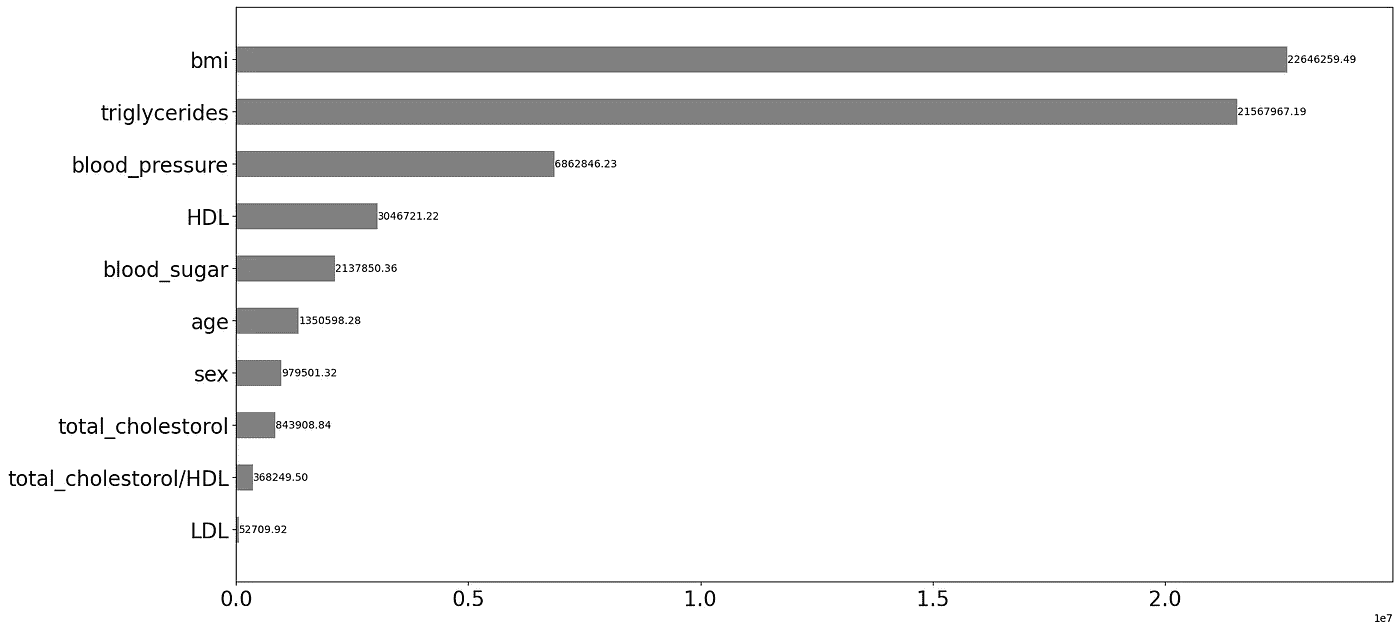 bmi 22646259.49
triglycerides 21567967.19
blood_pressure 6862846.23
HDL 3046721.22
blood_sugar 2137850.36
age 1350598.28
sex 979501.32
total_cholestorol 843908.84
total_cholestorol/HDL 368249.50
LDL 52709.92
0.0 0.5 1.0 1.5 2.0
1e7